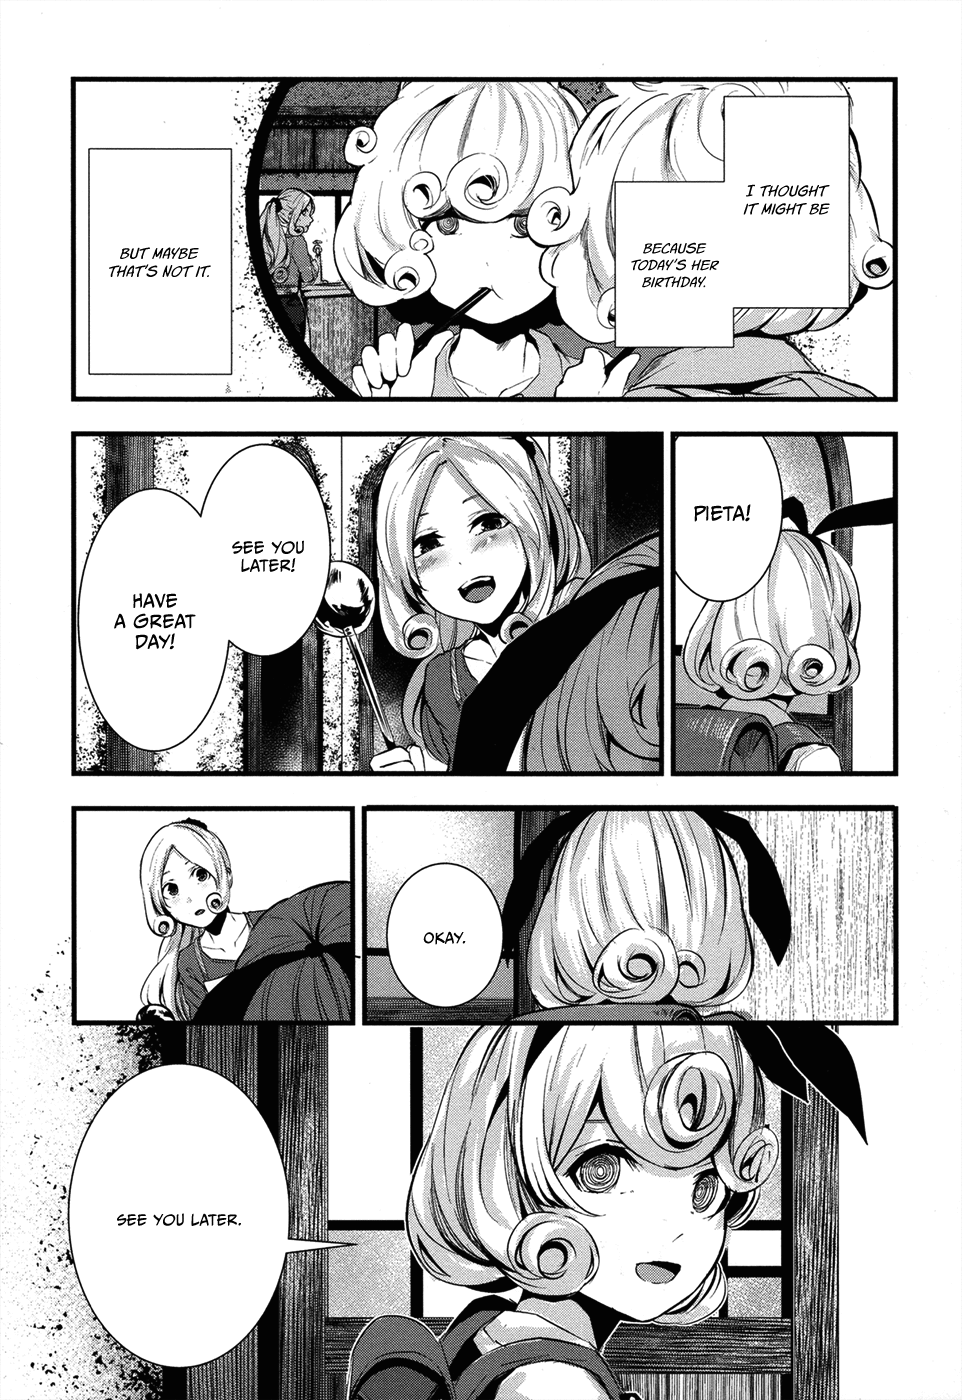 I THOUGHT
IT MIGHT BE
BECAUSE
TODAY'S HER
BIRTHDAY.
BUT MAYBE
THAT'S NOT IT.
PIETA!
SEE YOU
LATER!
HAVE
A GREAT
DAY!
OKAY.
SEE YOU LATER.